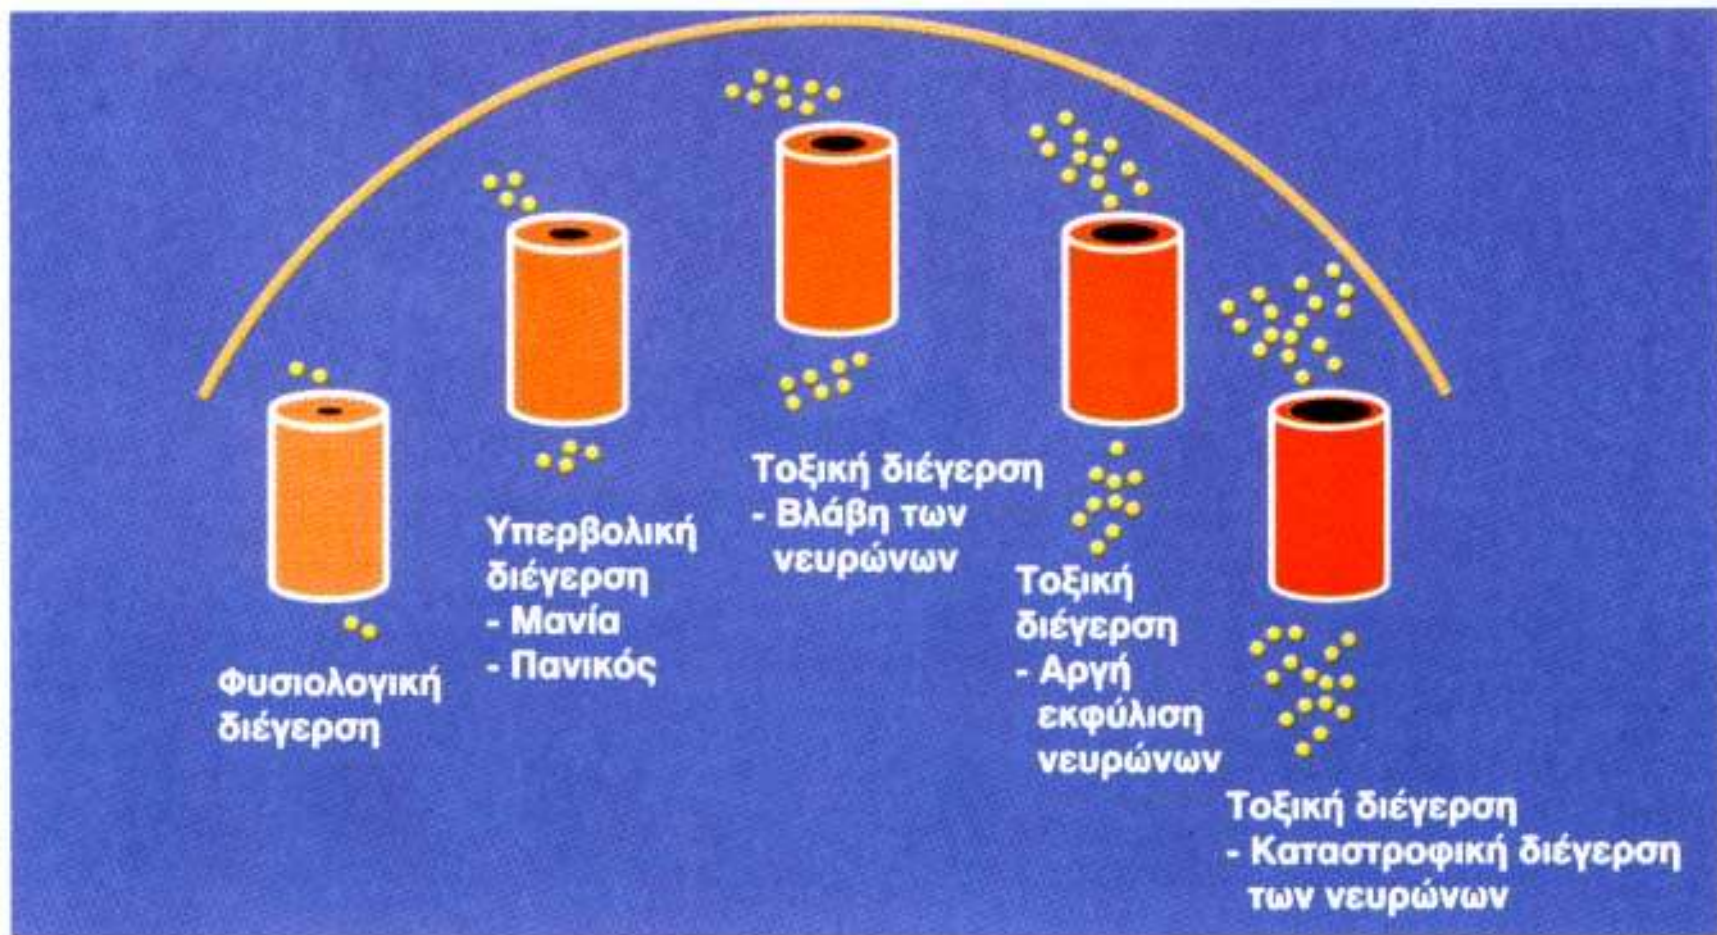 Φυσιολογική
διέγερση
Υπερβολική
διέγερση
- Μανία
- Πανικός
Τοξική διέγερση
- Βλάβη των
νευρώνων
Τοξική
διέγερση
- Αργή
εκφύλιση
νευρώνων
Τοξική διέγερση
- Καταστροφική διέγερση
των νευρώνων